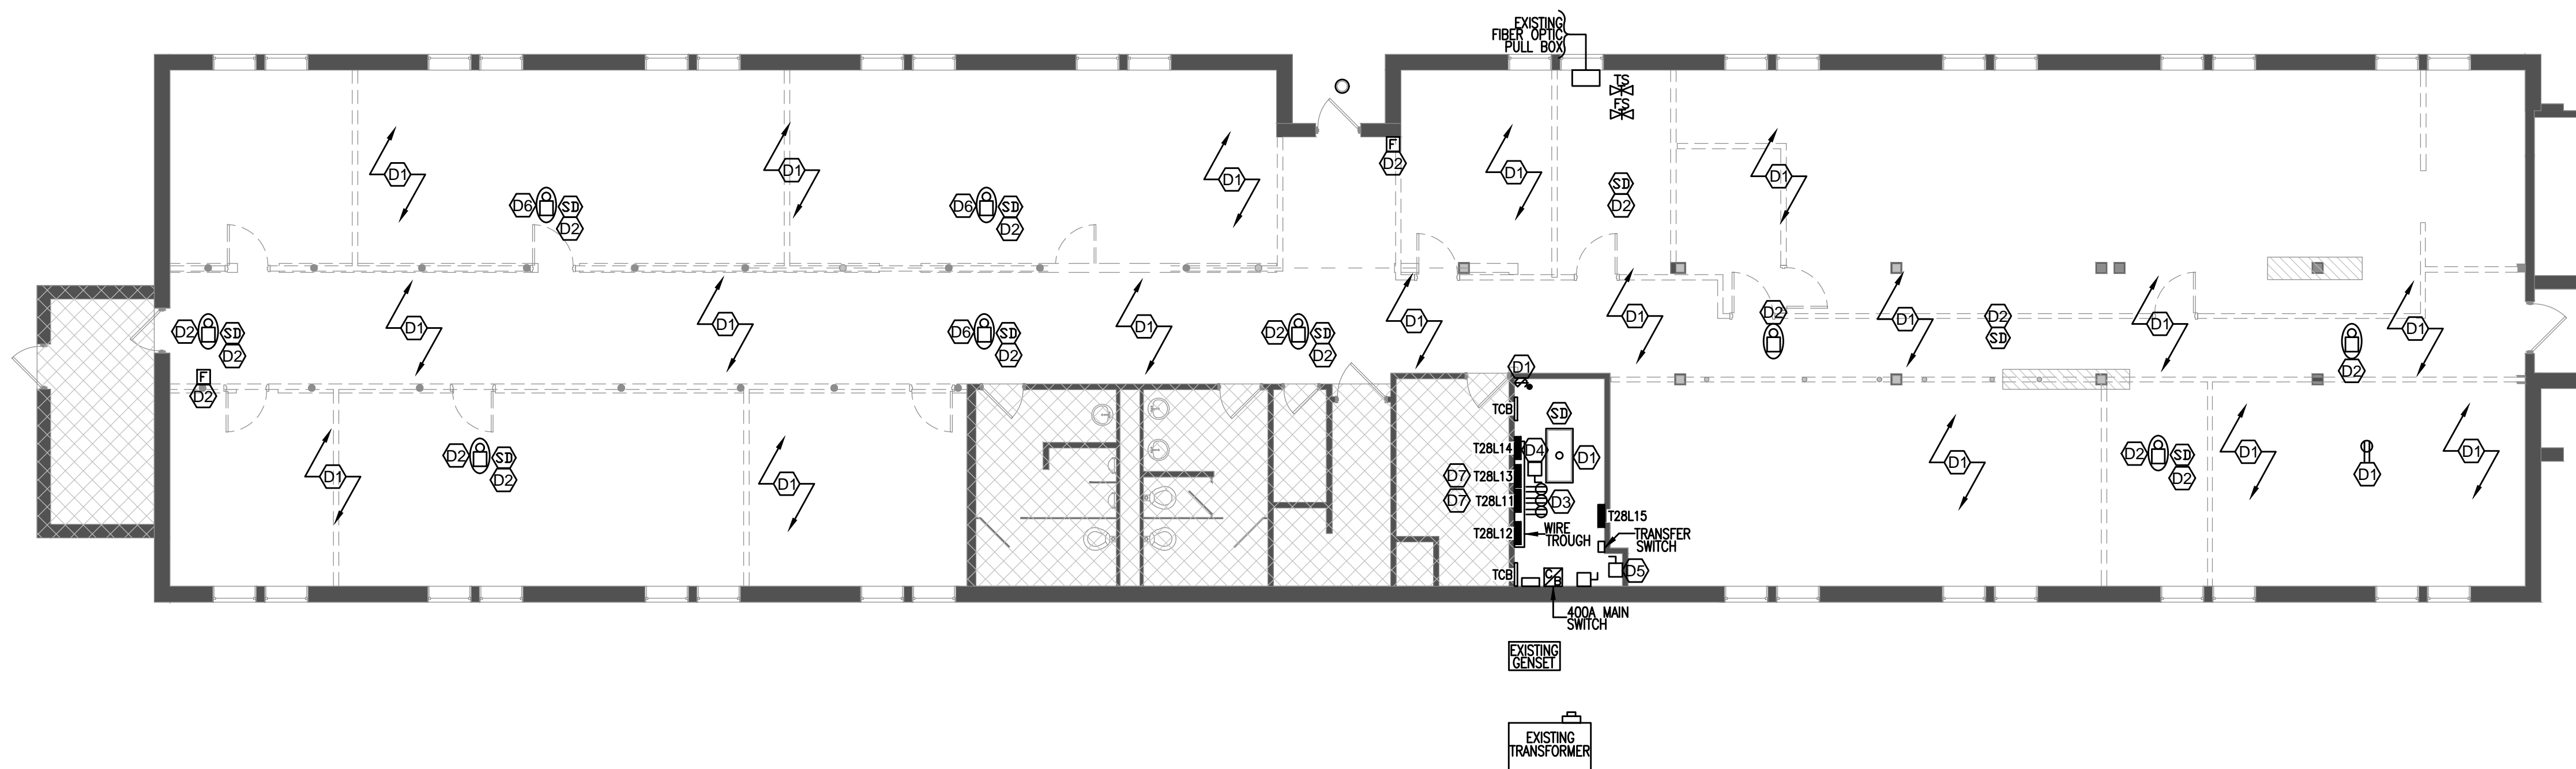 EXISTING
FIBER OPTIC
PULL BOX
TS
FS
F
D2
D1
D1
D1
D1
D1
SD
D2
D6
SD
D2
D6
SD
D2
D2
SD
D2
D1
D1
D6
SD
D2
D1
D2
SD
D2
D1
D1
D2
D1
D2
SD
D1
D1
D2
F
D2
D1
TCB
SD
D1
D2
SD
D2
D1
D1
T28L14
D4
D1
D7
T28L13
D7
T28L11
D3
T28L12
WIRE
TROUGH
T28L15
TRANSFER
SWITCH
D1
D2
SD
D2
D1
D1
D1
TCB
C
B
D5
400A MAIN
SWITCH
EXISTING
GENSET
EXISTING
TRANSFORMER